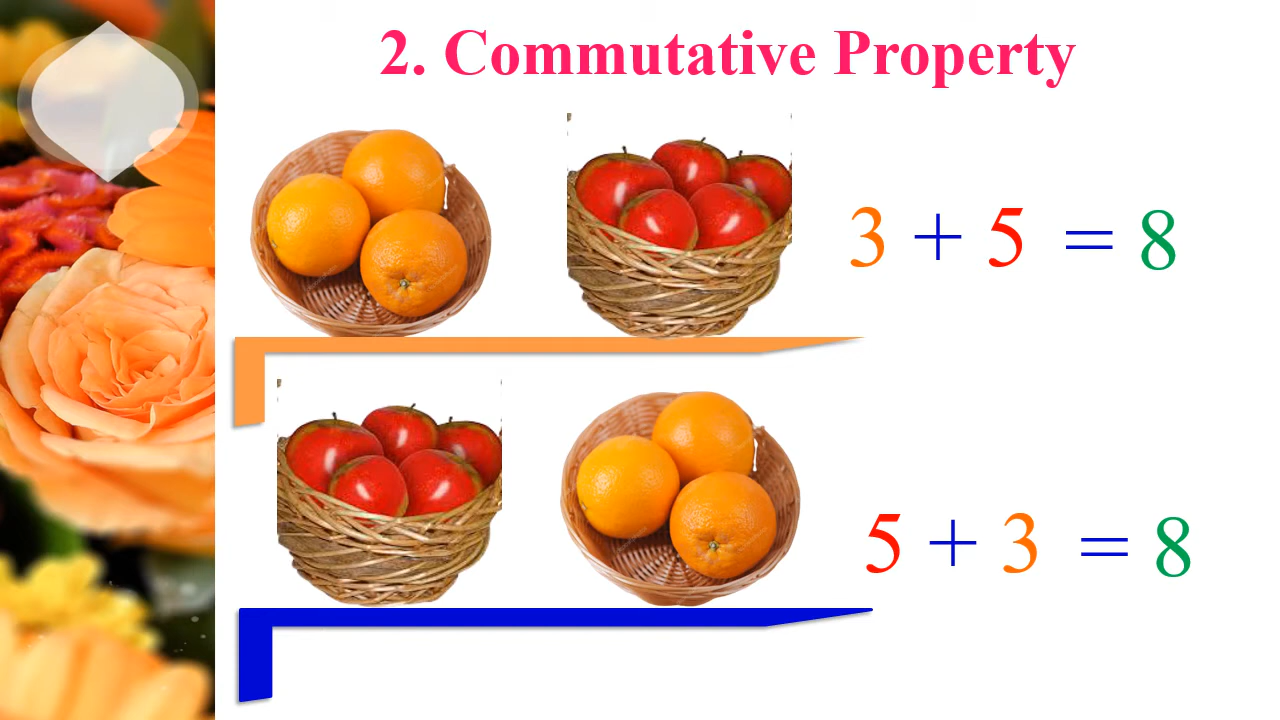 2. Commutative Property
3 + 5 = 8
5 + 3 = 8